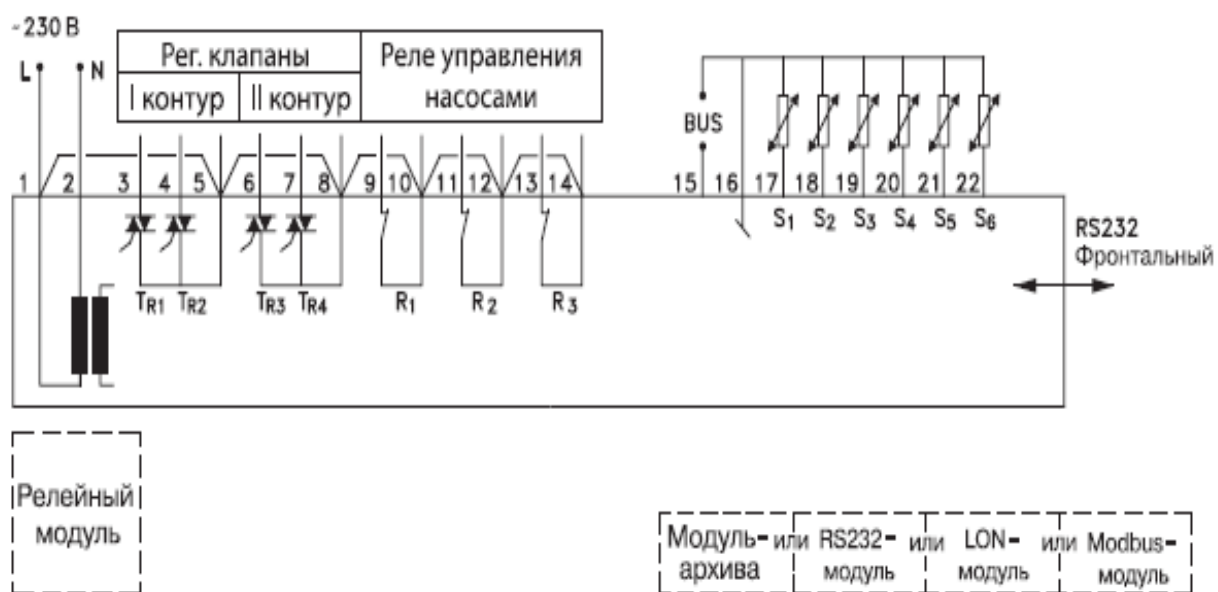 ~230 В
L N
Рег. клапаны Реле управления
насосами
I контур II контур
BUS
1 2 3 4 5 6 7 8 9 10 11 12 13 14 15 16 17 18 19 20 21 22
S1 S2 S3 S4 S5 S6
RS232
Фронтальный
TR1 TR2 TR3 TR4 R1 R2 R3
Релейный
модуль
Модуль- или RS232- или LON- или Modbus-
архива модуль модуль модуль